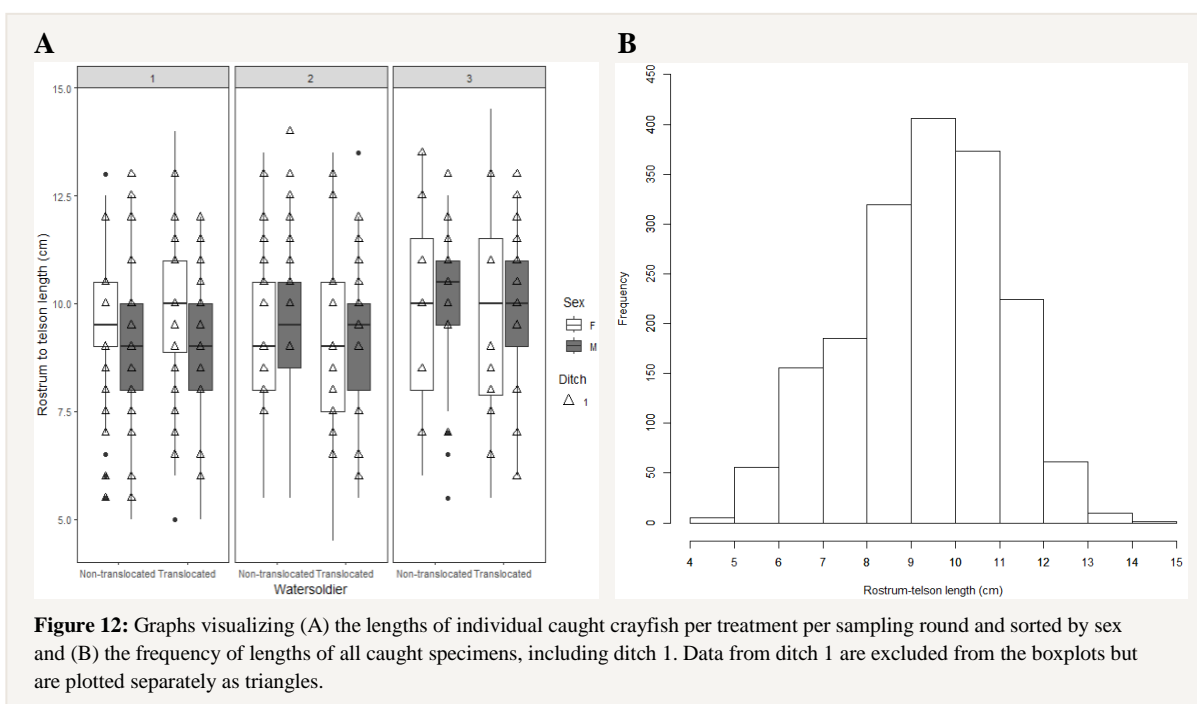 A
1
2
3
15.0
12.5
10.0
7.5
5.0
Rostrum to telson length (cm)
Non-translocated Translocated
Non-translocated Translocated
Non-translocated Translocated
Watersoldier
Sex
F
M
Ditch
1
B
450
400
350
300
250
200
150
100
50
0
Frequency
4 5 6 7 8 9 10 11 12 13 14 15
Rostrum-telson length (cm)
Figure 12: Graphs visualizing (A) the lengths of individual caught crayfish per treatment per sampling round and sorted by sex
and (B) the frequency of lengths of all caught specimens, including ditch 1. Data from ditch 1 are excluded from the boxplots but
are plotted separately as triangles.